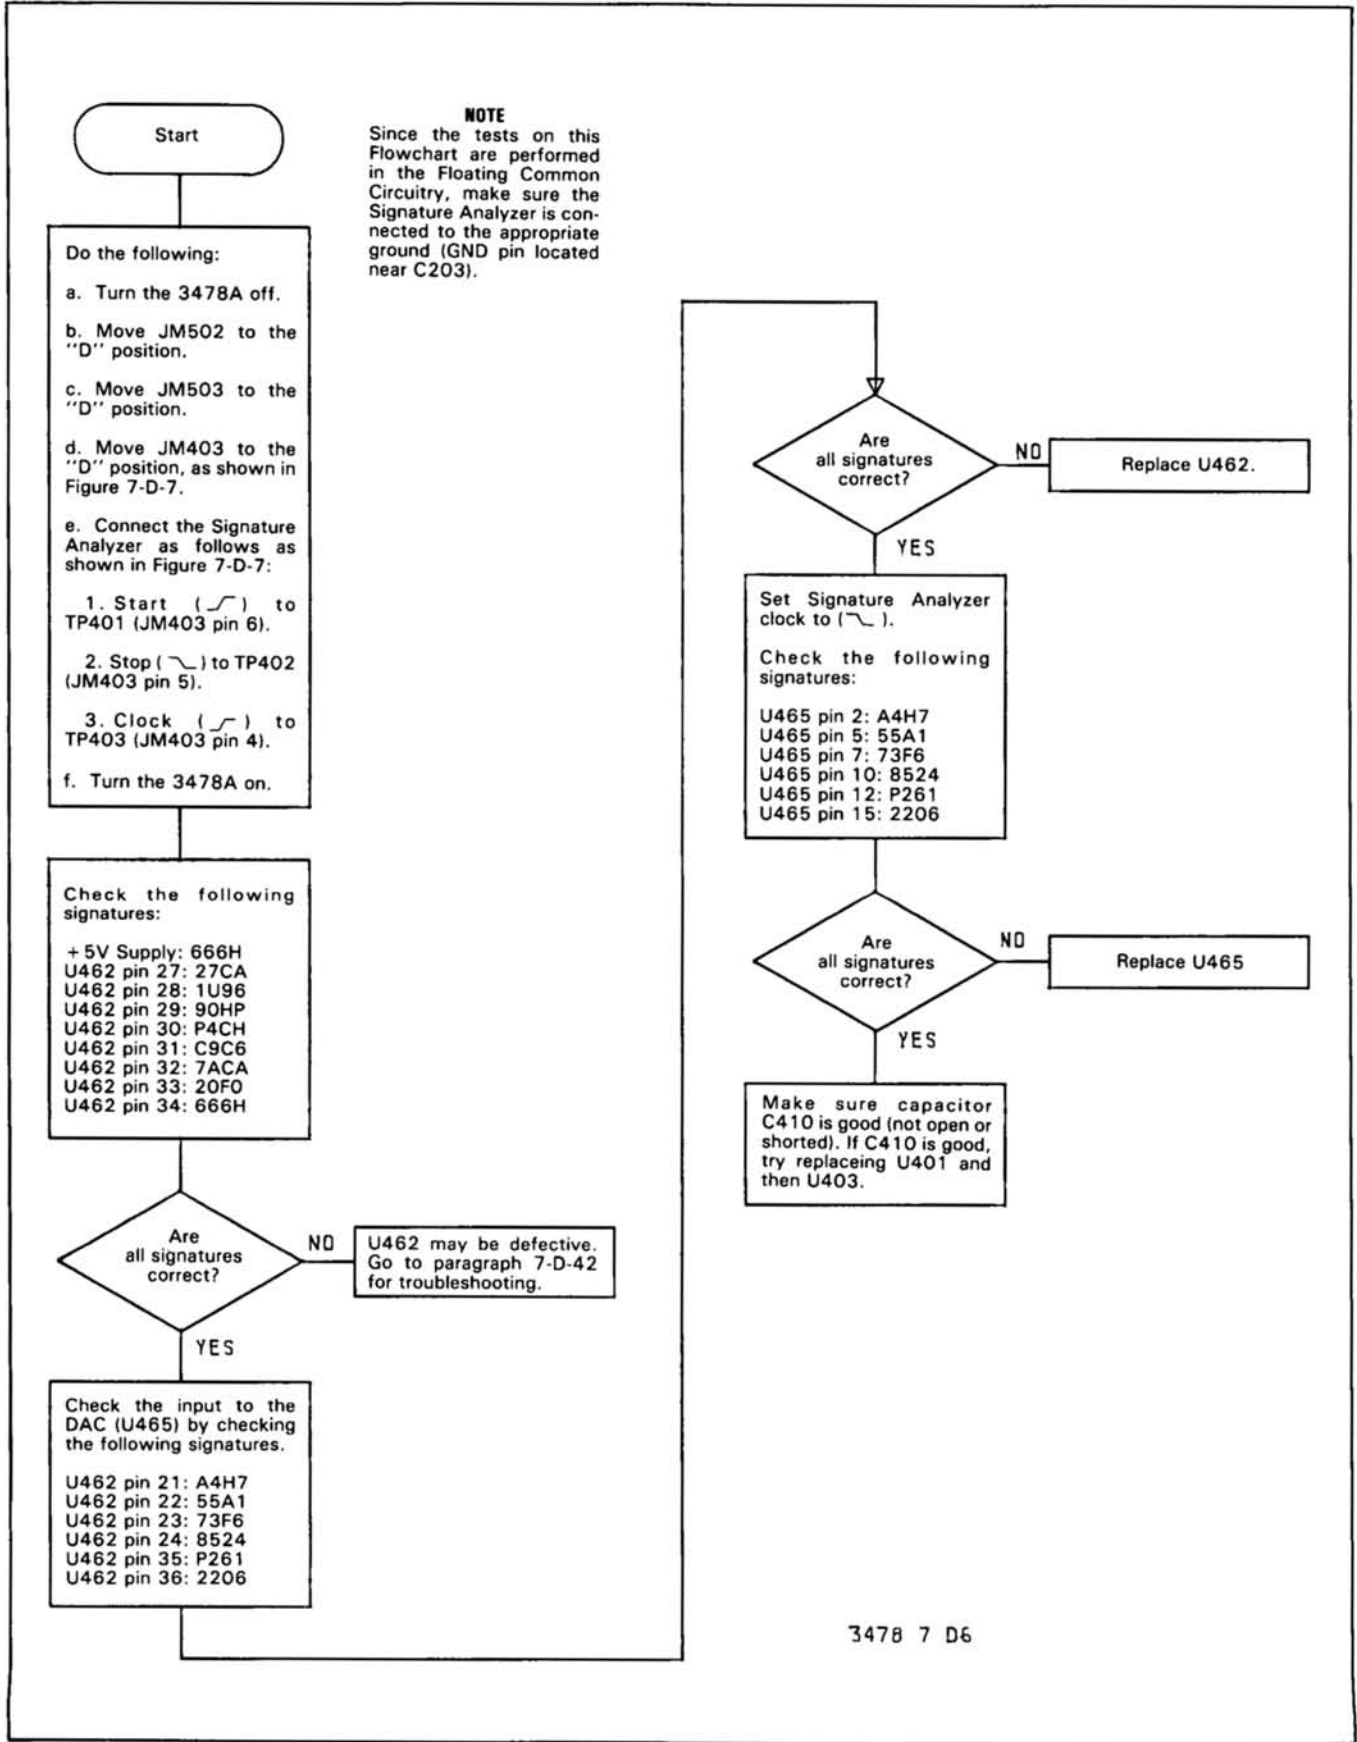 Start
NOTE
Since the tests on this
Flowchart are performed
in the Floating Common
Circuitry, make sure the
Signature Analyzer is con-
nected to the appropriate
ground (GND pin located
near C203).
Do the following:
a. Turn the 3478A off.
b. Move JM502 to the
"D" position.
c. Move JM503 to the
"D" position.
d. Move JM403 to the
"D" position, as shown in
Figure 7-D-7.
e. Connect the Signature
Analyzer as follows as
shown in Figure 7-D-7:
1. Start ( ) to
TP401 (JM403 pin 6).
2. Stop ( ) to TP402
(JM403 pin 5).
3. Clock ( ) to
TP403 (JM403 pin 4).
f. Turn the 3478A on.
Check the following
signatures:
+5V Supply: 666H
U462 pin 27: 27CA
U462 pin 28: 1U96
U462 pin 29: 90HP
U462 pin 30: P4CH
U462 pin 31: C9C6
U462 pin 32: 7ACA
U462 pin 33: 20F0
U462 pin 34: 666H
Are
all signatures
correct?
NO
U462 may be defective.
Go to paragraph 7-D-42
for troubleshooting.
YES
Check the input to the
DAC (U465) by checking
the following signatures.
U462 pin 21: A4H7
U462 pin 22: 55A1
U462 pin 23: 73F6
U462 pin 24: 8524
U462 pin 35: P261
U462 pin 36: 2206
Are
all signatures
correct?
NO
Replace U462.
YES
Set Signature Analyzer
clock to ( ).
Check the following
signatures:
U465 pin 2: A4H7
U465 pin 5: 55A1
U465 pin 7: 73F6
U465 pin 10: 8524
U465 pin 12: P261
U465 pin 15: 2206
Are
all signatures
correct?
NO
Replace U465
YES
Make sure capacitor
C410 is good (not open or
shorted). If C410 is good,
try replaceing U401 and
then U403.
3478 7 D6